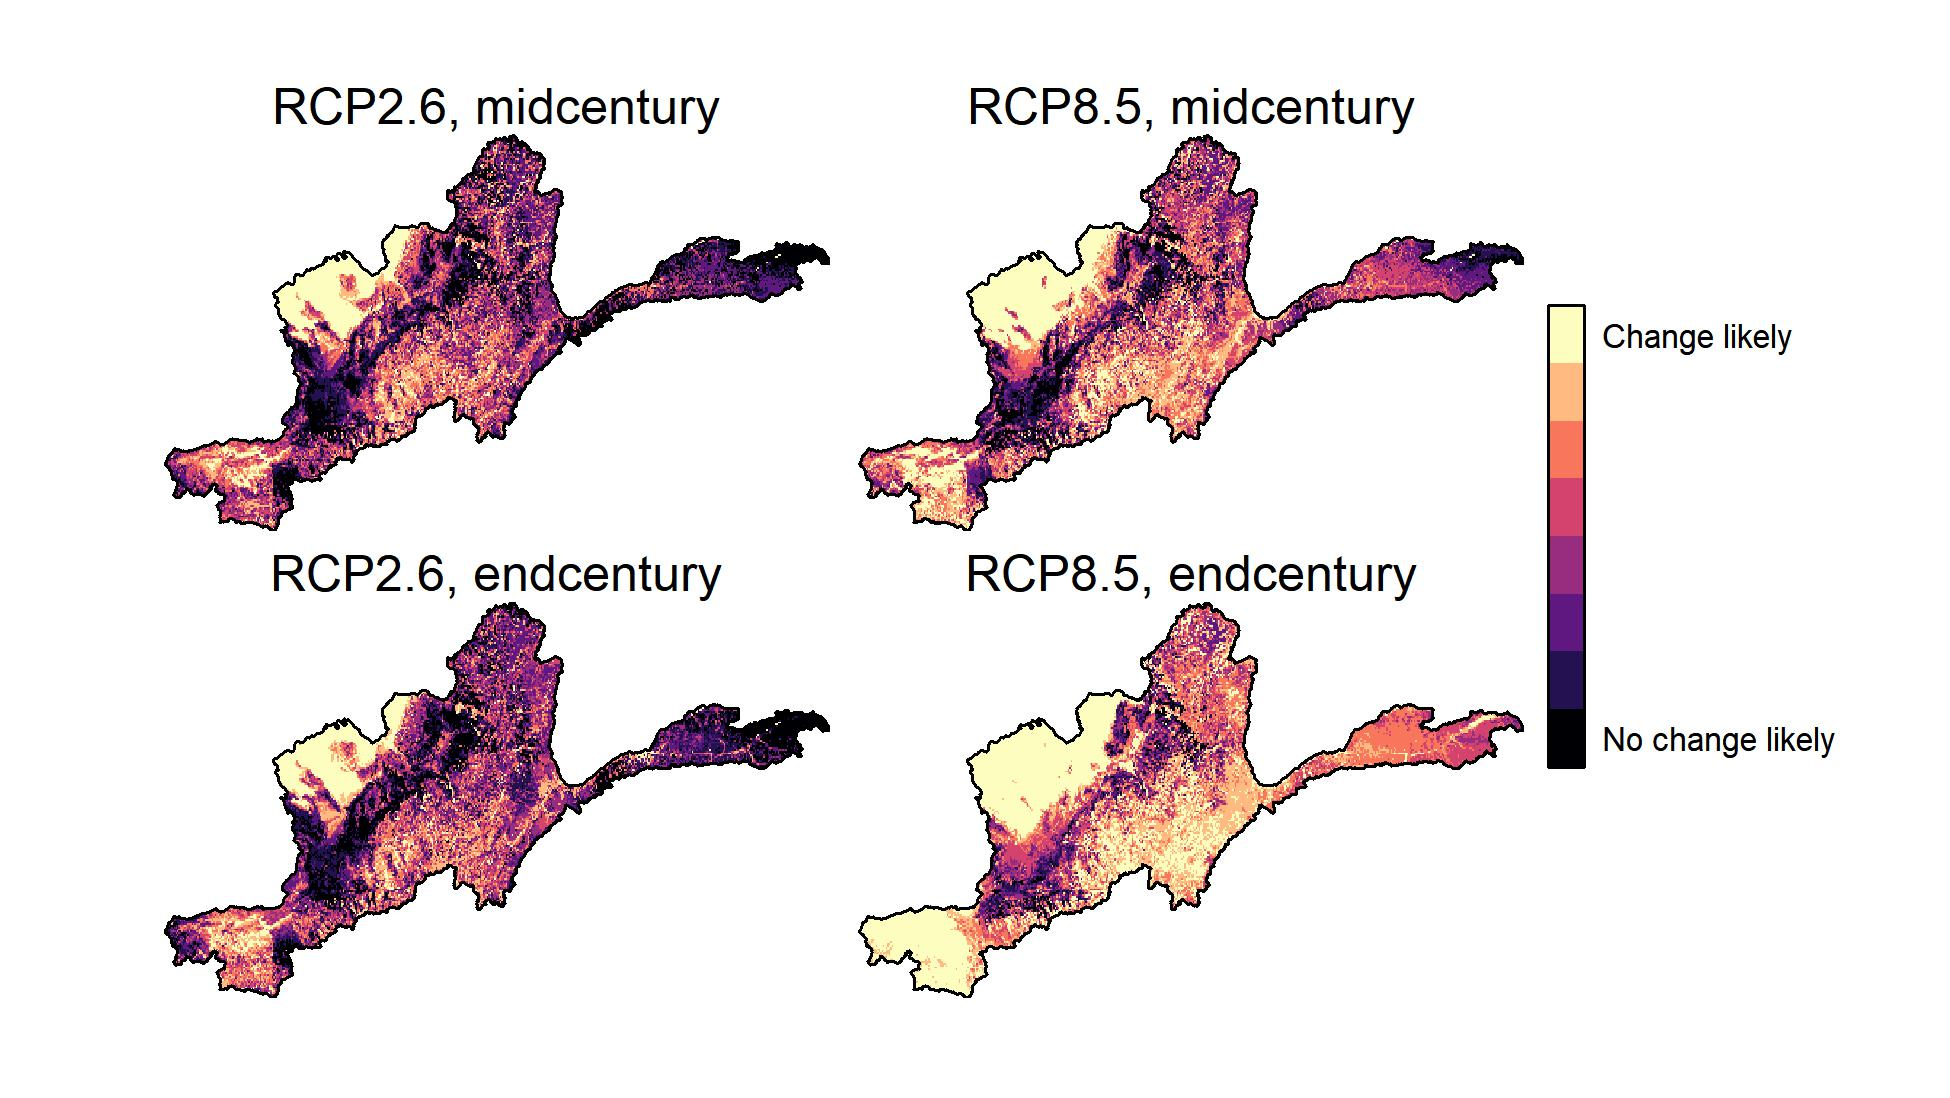 RCP2.6, midcentury
RCP8.5, midcentury
Change likely
No change likely
RCP2.6, endcentury
RCP8.5, endcentury